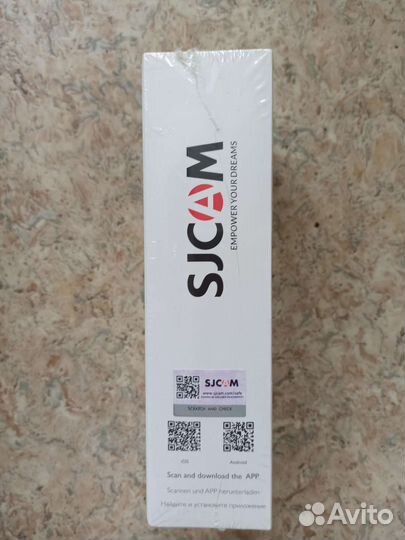 SJCAM
EMPOWER YOUR DREAMS
SJCAM
www.sjcam.com/safe
SCRATCH AND CHECK
iOS Android
Scan and download the APP
Scannen und APP herunterladen
Найдите и установите приложение
Avito